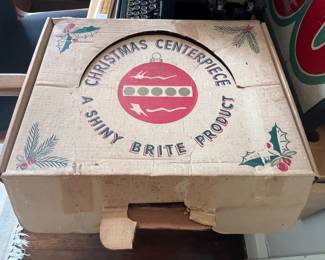 CHRISTMAS CENTERPIECE
A SHINY BRITE PRODUCT